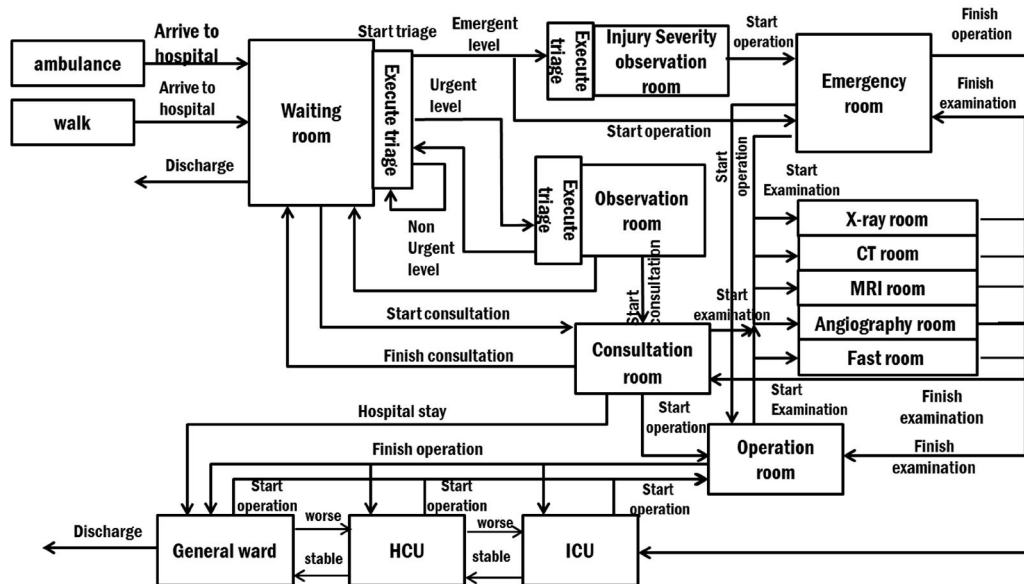 ambulance
Arrive to
hospital
walk
Arrive to
hospital
Discharge
Waiting
room
Execute triage
Start triage
Emergent
level
Urgent
level
Non
Urgent
level
Execute
triage
Injury Severity
observation
room
Start
operation
Start operation
Emergency
room
Finish
operation
Finish
examination
Execute
triage
Observation
room
Start
operation
Start
Examination
X-ray room
CT room
MRI room
Angiography room
Fast room
Start
consultation
Start
examination
Start consultation
Finish consultation
Consultation
room
Hospital stay
Start
operation
Start
Examination
Finish
examination
Finish operation
Operation
room
Finish
examination
Start
operation
Start
operation
Start
operation
Discharge
General ward
worse
stable
HCU
worse
stable
ICU